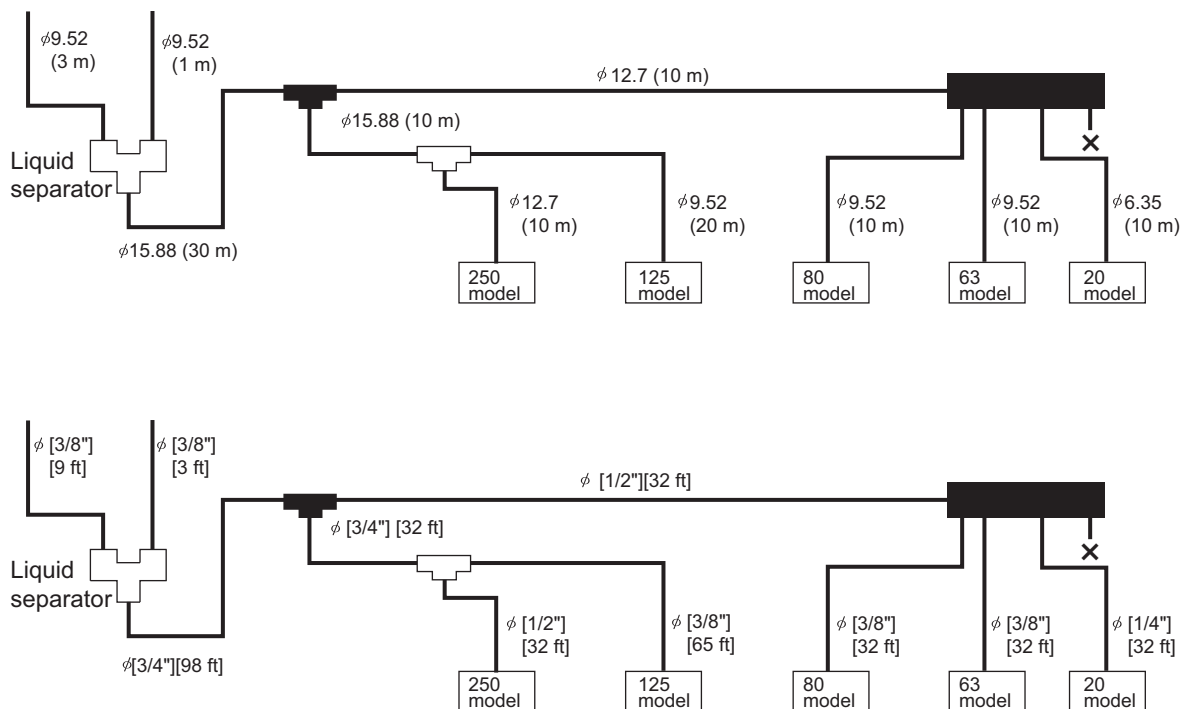 φ9.52
(3 m)
φ9.52
(1 m)
φ12.7 (10 m)
φ15.88 (10 m)
Liquid
separator
φ15.88 (30 m)
φ12.7
(10 m)
φ9.52
(20 m)
φ9.52
(10 m)
φ9.52
(10 m)
φ6.35
(10 m)
250
model
125
model
80
model
63
model
20
model
φ [3/8"]
[9 ft]
φ [3/8"]
[3 ft]
φ [1/2"][32 ft]
φ [3/4"] [32 ft]
Liquid
separator
φ[3/4"][98 ft]
φ [1/2"]
[32 ft]
φ [3/8"]
[65 ft]
φ [3/8"]
[32 ft]
φ [3/8"]
[32 ft]
φ [1/4"]
[32 ft]
250
model
125
model
80
model
63
model
20
model